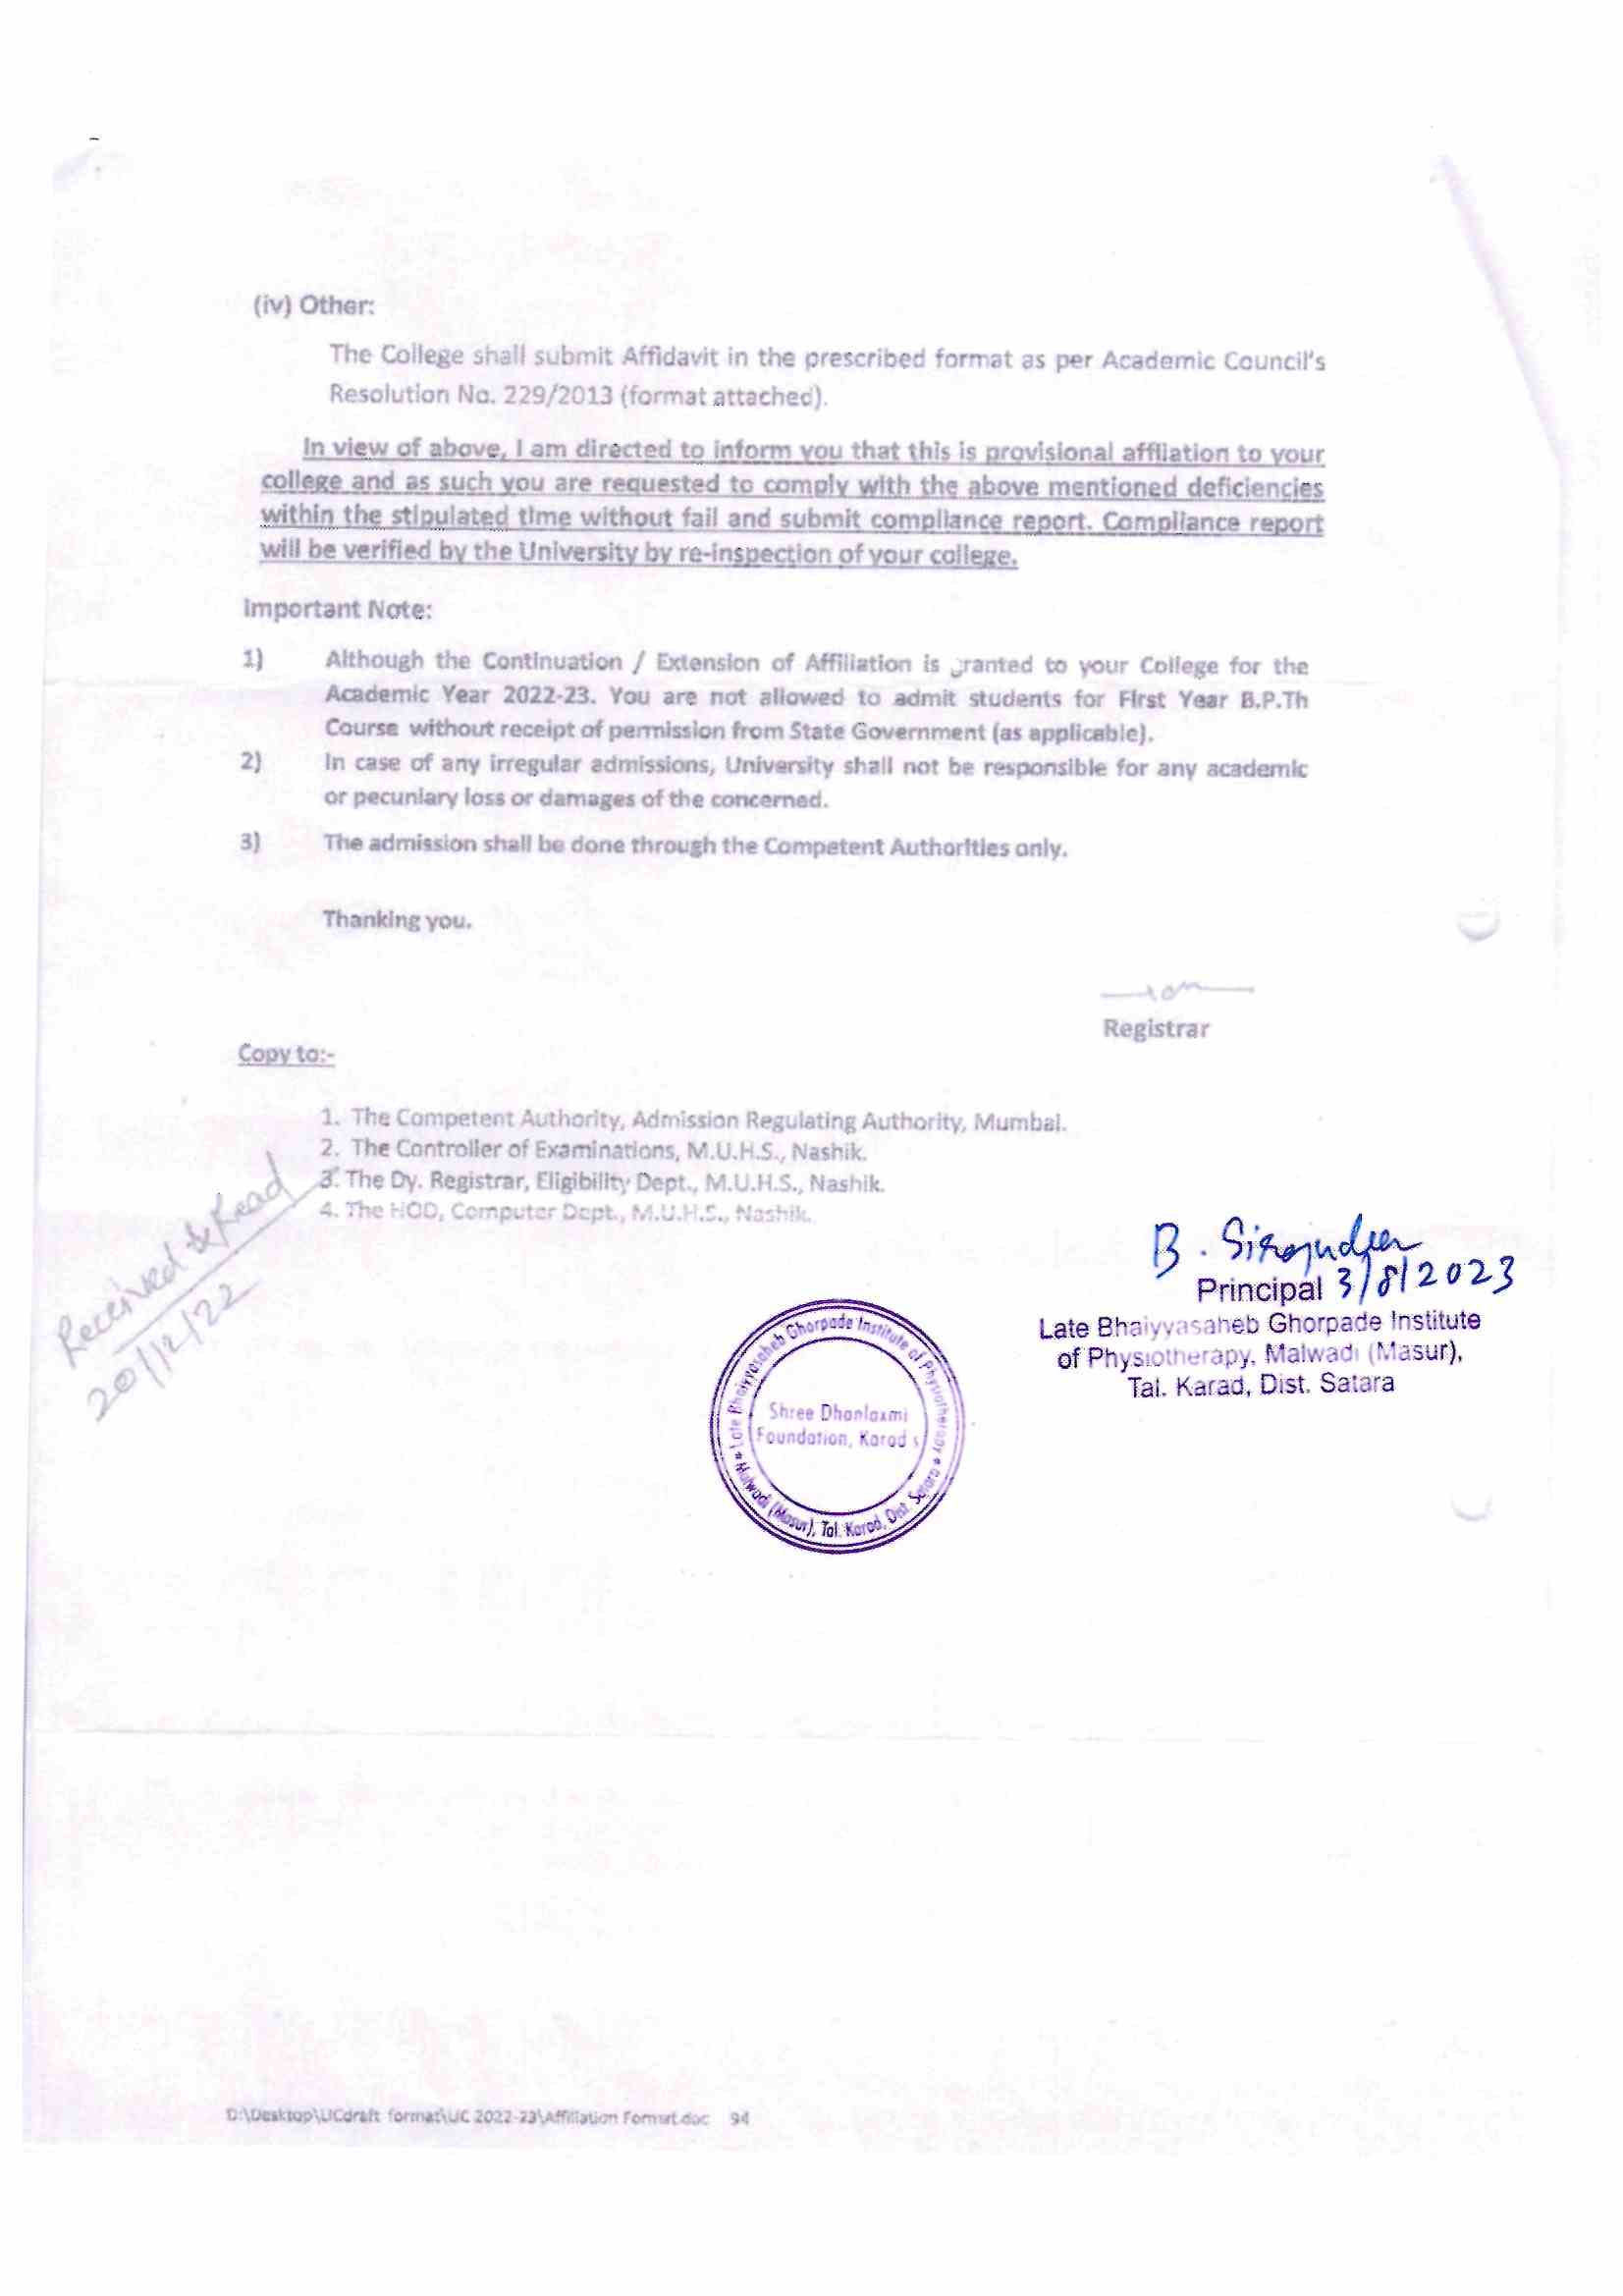 (iv) Other:
The College shall submit Affidavit in the prescribed format as per Academic Council's
Resolution No. 229/2013 (format attached).
In view of above, I am directed to inform you that this is provisional affliation to your
college and as such you are requested to comply with the above mentioned deficiencies
within the stipulated time without fail and submit compliance report. Compliance report
will be verified by the University by re-inspection of your college.
Important Note:
1) Although the Continuation / Extension of Affiliation is granted to your College for the
Academic Year 2022-23. You are not allowed to admit students for First Year B.P.Th
Course without receipt of permission from State Government (as applicable).
2) In case of any irregular admissions, University shall not be responsible for any academic
or pecuniary loss or damages of the concerned.
3) The admission shall be done through the Competent Authorities only.
Thanking you.
Registrar
Copy to:-
1. The Competent Authority, Admission Regulating Authority, Mumbai.
2. The Controller of Examinations, M.U.H.S., Nashik.
3. The Dy. Registrar, Eligibility Dept., M.U.H.S., Nashik.
4. The HOD, Computer Dept., M.U.H.S., Nashik.
Received & Read
20/12/22
B. Sirajudeen
Principal 3/8/2023
Late Bhaiyyasaheb Ghorpade Institute
of Physiotherapy, Malwadi (Masur),
Tal. Karad, Dist. Satara
Late Bhaiyyasaheb Ghorpade Institute of Physiotherapy
Malwadi (Masur), Tal. Karad, Dist. Satara
Shree Dhanlaxmi
Foundation, Karad
D:\Desktop\UCdraft format\UC 2022-23\Affiliation Format.doc 94